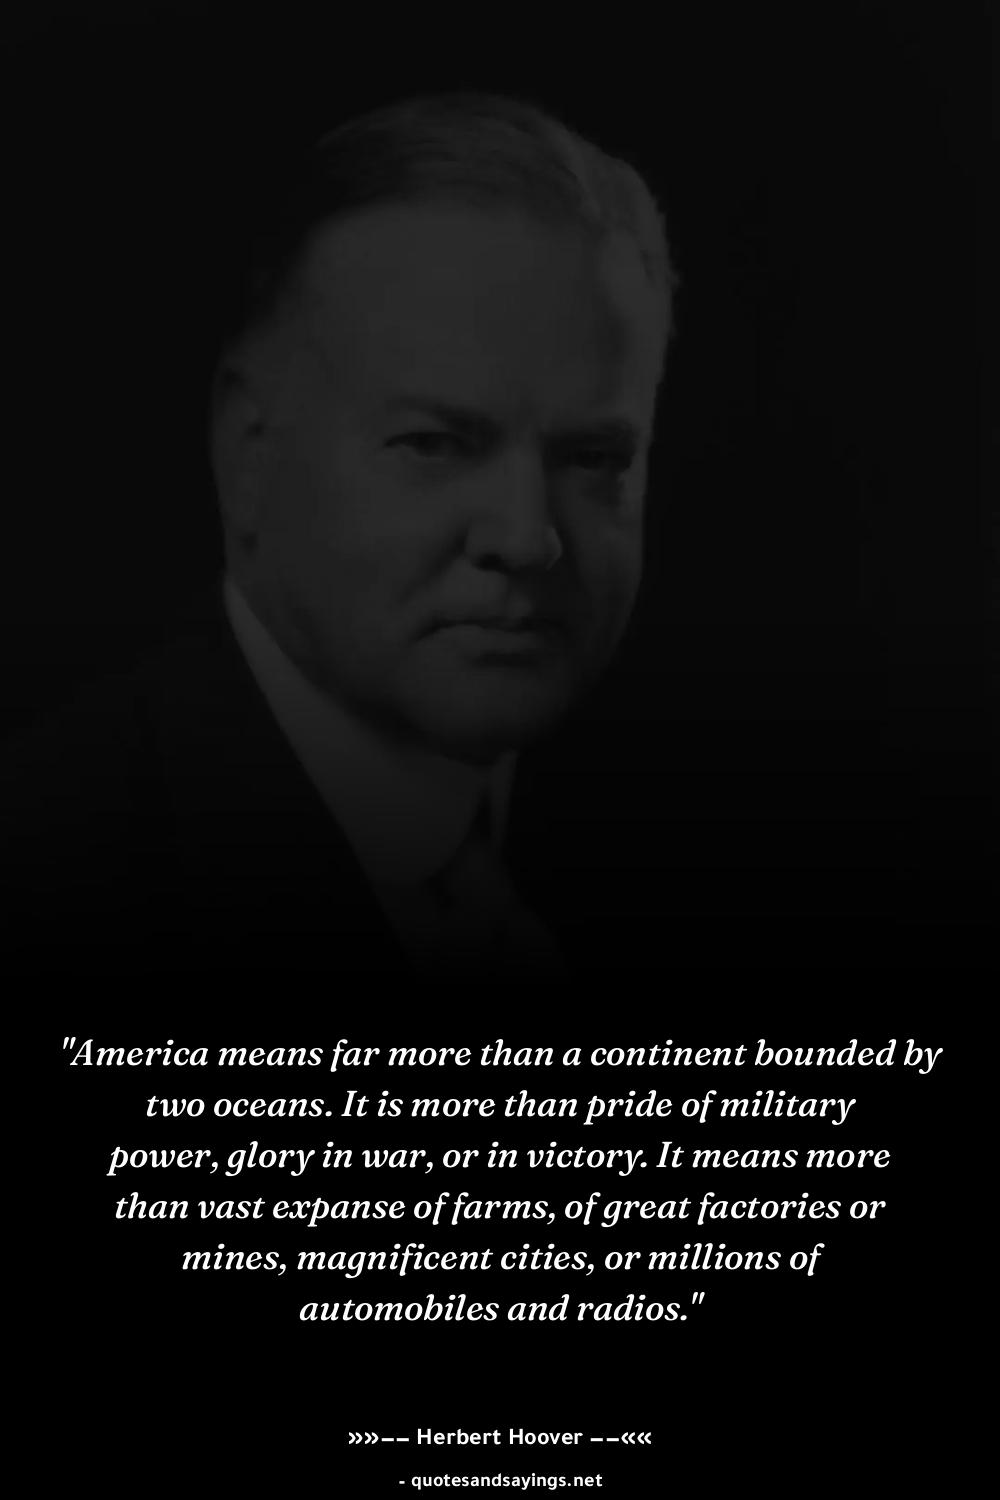 "America means far more than a continent bounded by
two oceans. It is more than pride of military
power, glory in war, or in victory. It means more
than vast expanse of farms, of great factories or
mines, magnificent cities, or millions of
automobiles and radios."
»»−− Herbert Hoover −−««
- quotesandsayings.net